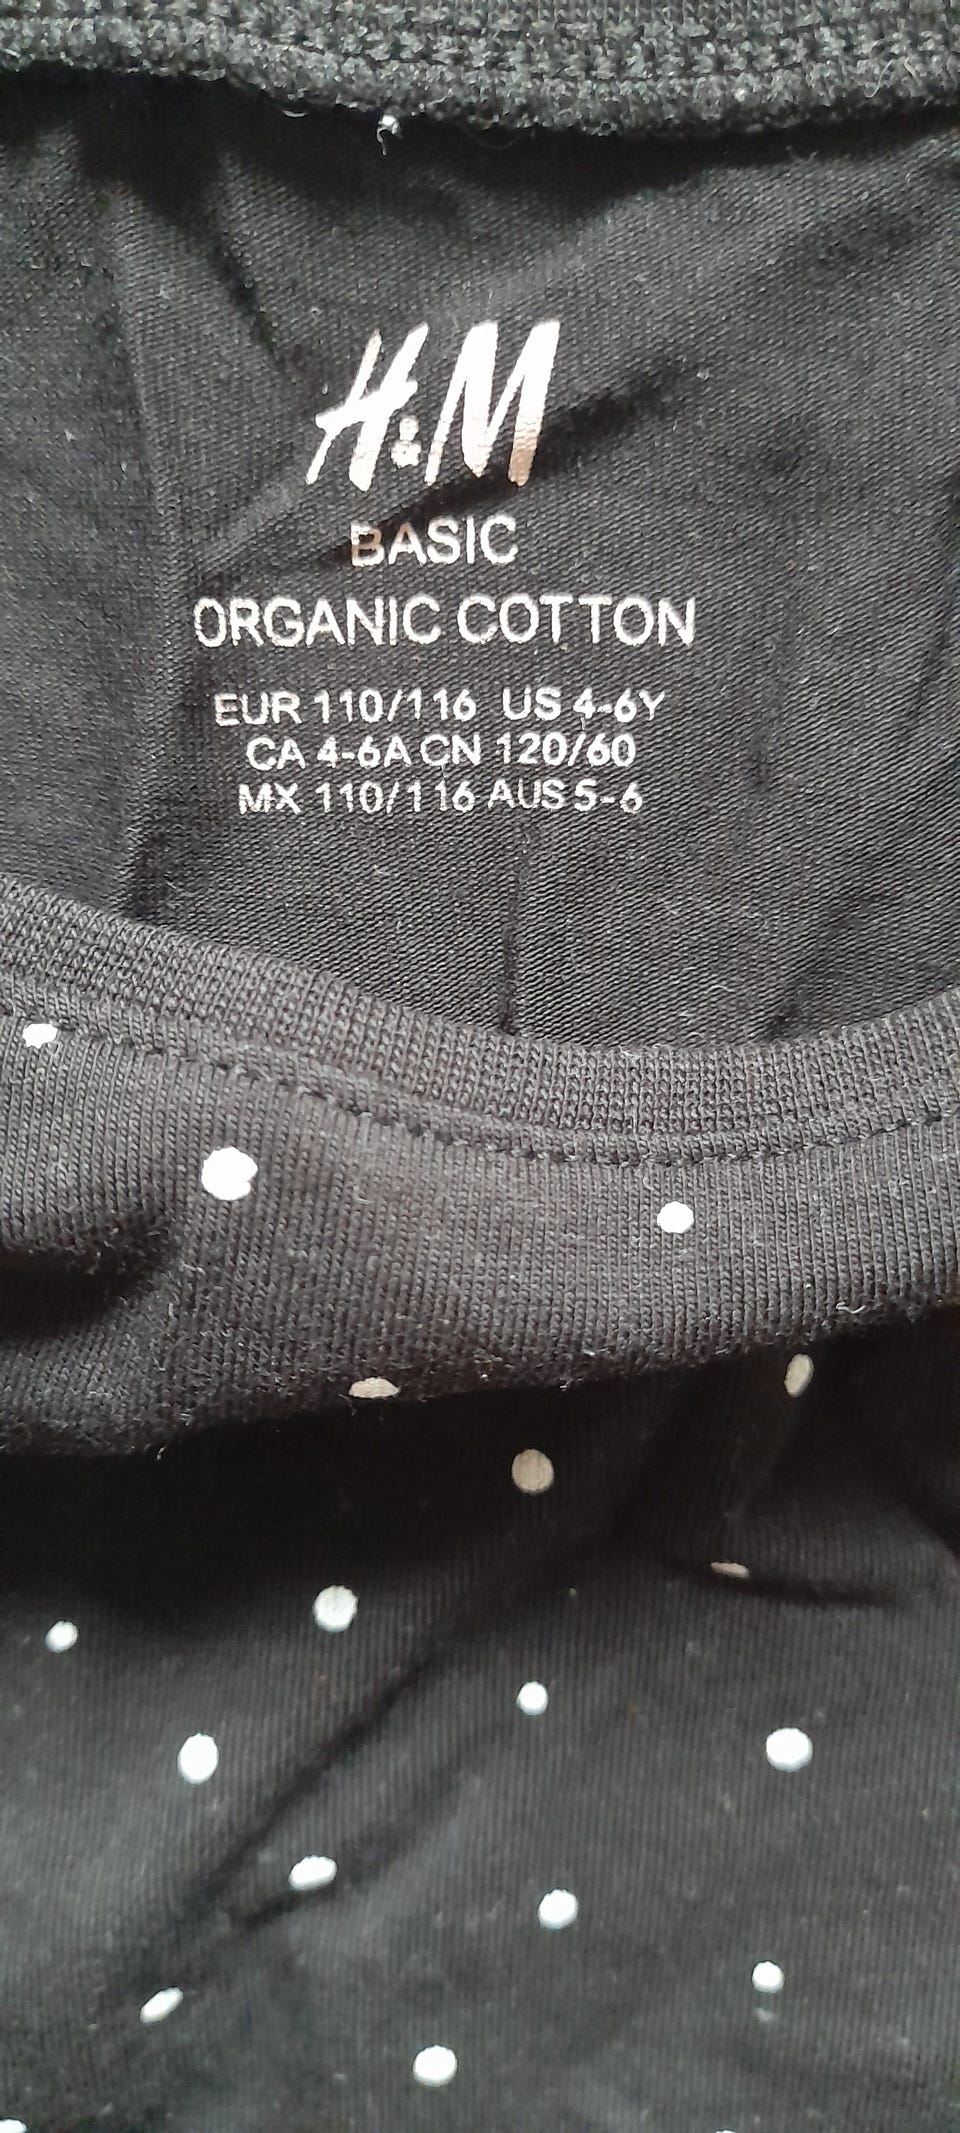 H&M
BASIC
ORGANIC COTTON
EUR 110/116 US 4-6Y
CA 4-6A CN 120/60
MX 110/116 AUS 5-6